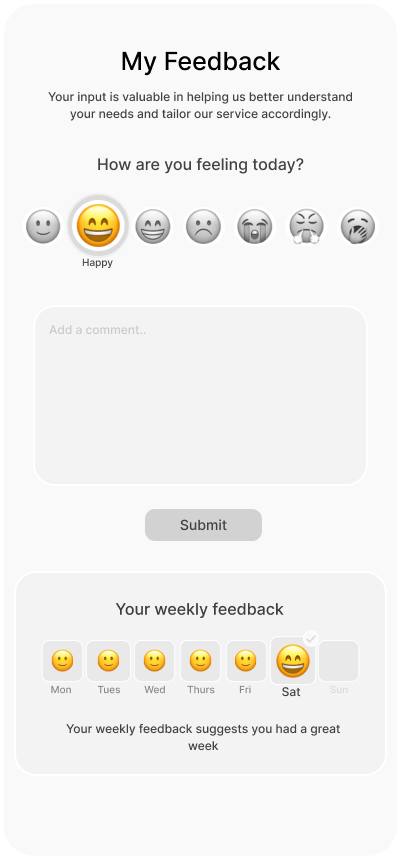 My Feedback
Your input is valuable in helping us better understand
your needs and tailor our service accordingly.
How are you feeling today?
Happy
Add a comment..
Submit
Your weekly feedback
Mon Tues Wed Thurs Fri Sat Sun
Your weekly feedback suggests you had a great
week